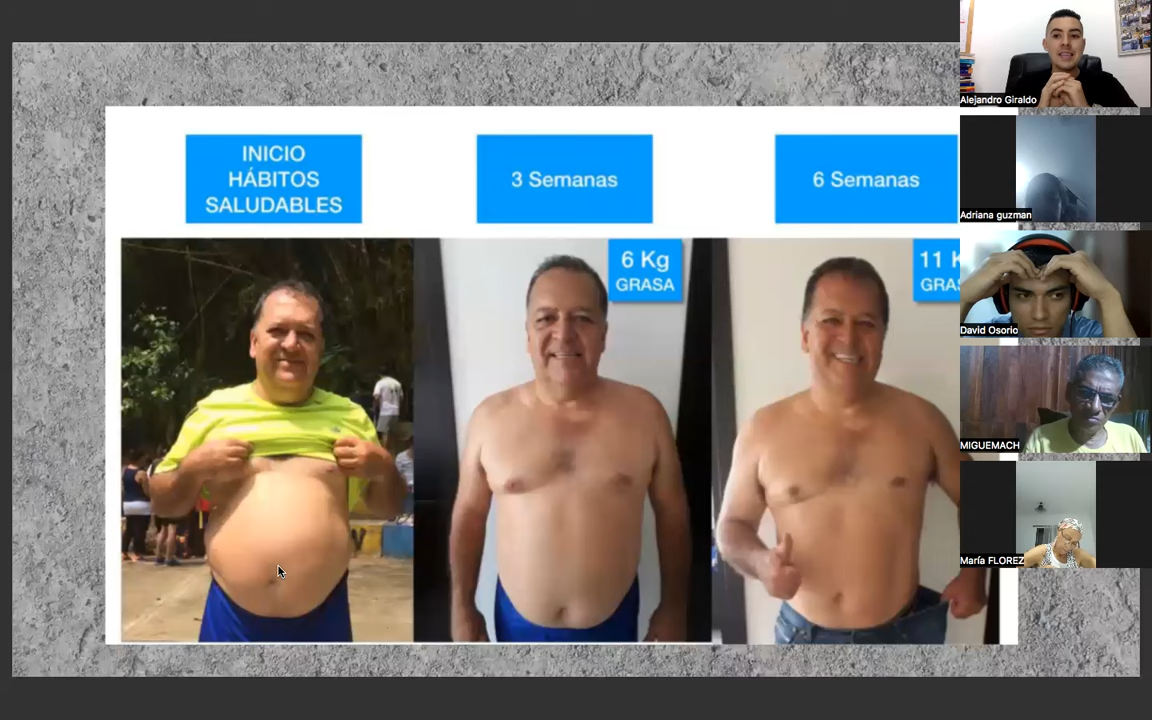 INICIO
HÁBITOS
SALUDABLES
3 Semanas
6 Semanas
6 Kg
GRASA
11
Alejandro Giraldo
Adriana guzman
David Osorio
MIGUEMACH
María FLOREZ